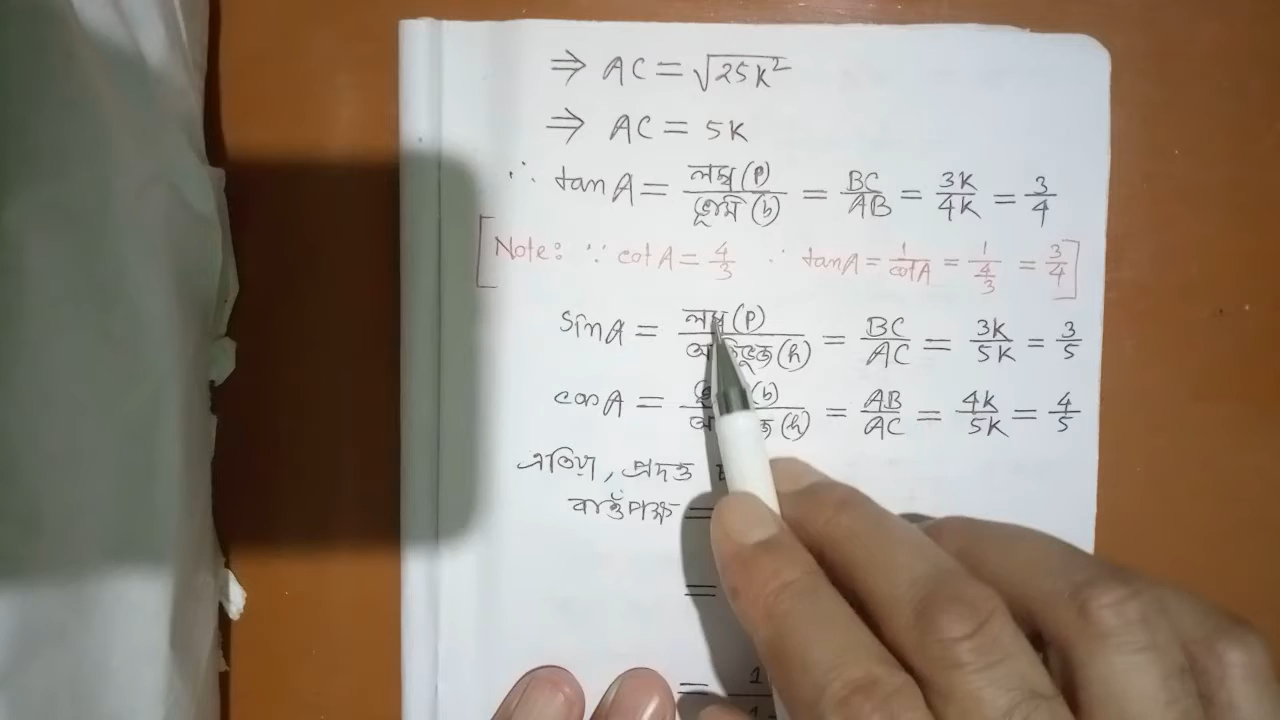 ⇒ AC = √25K²
⇒ AC = 5K
∴ tanA = লম্ব (P) / ভূমি (b) = BC/AB = 3K/4K = 3/4
[Note: ∵ cotA = 4/3 ∴ tanA = 1/cotA = 1/(4/3) = 3/4]
SinA = লম্ব (P) / (h) = BC/AC = 3K/5K = 3/5
cosA = (b) / (h) = AB/AC = 4K/5K = 4/5
এতিয়া, প্রদত্ত
বাওঁপক্ষ =
=
=